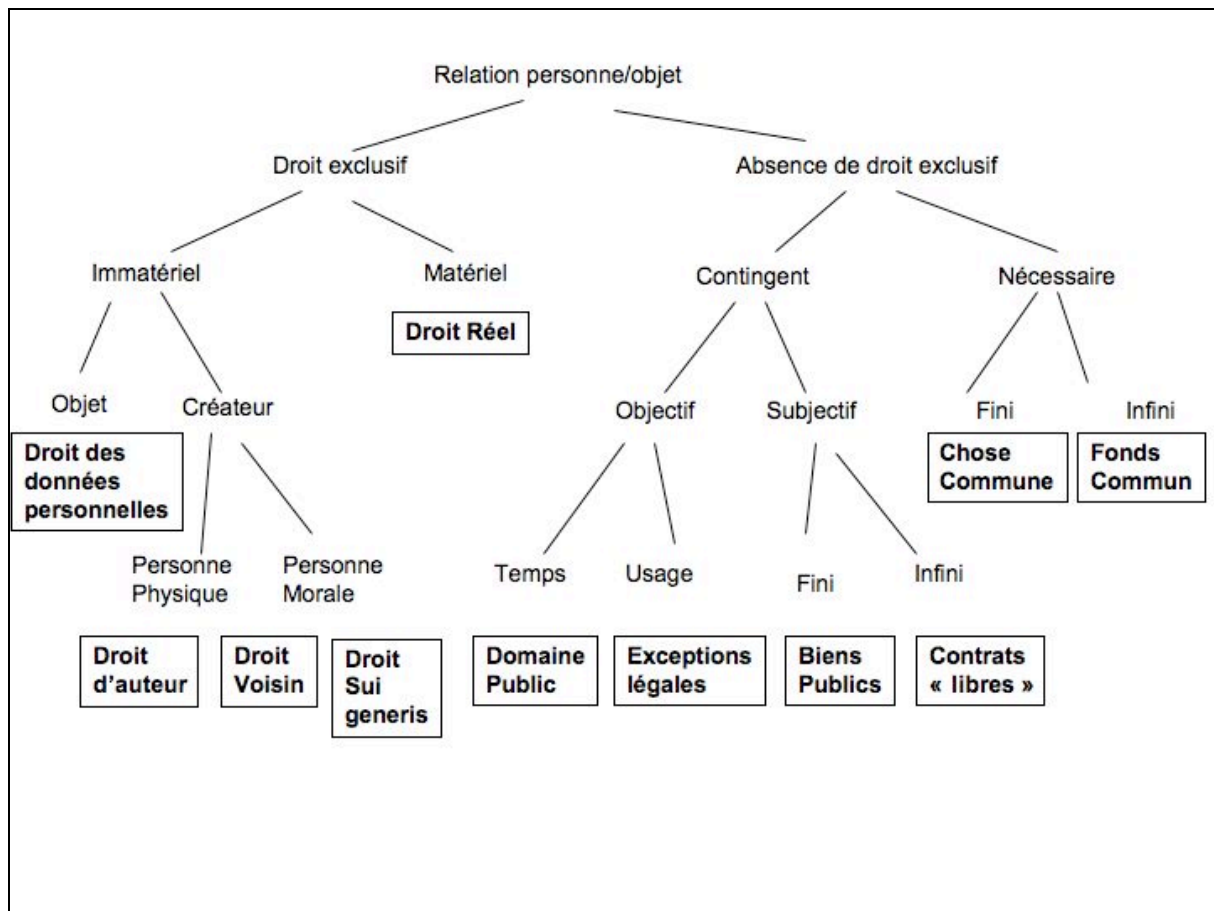 Relation personne/objet
Droit exclusif
Absence de droit exclusif
Immatériel
Matériel
Contingent
Nécessaire
Droit Réel
Objet
Créateur
Objectif
Subjectif
Fini
Infini
Droit des
données
personnelles
Chose
Commune
Fonds
Commun
Personne
Physique
Personne
Morale
Temps
Usage
Fini
Infini
Droit
d'auteur
Droit
Voisin
Droit
Sui
generis
Domaine
Public
Exceptions
légales
Biens
Publics
Contrats
« libres »